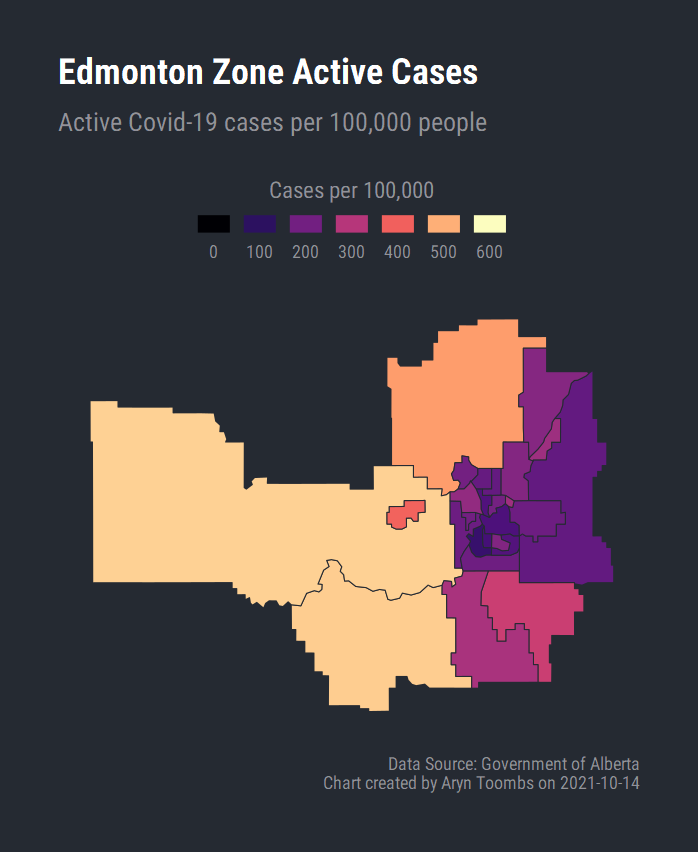 Edmonton Zone Active Cases
Active Covid-19 cases per 100,000 people
Cases per 100,000
0 100 200 300 400 500 600
Data Source: Government of Alberta
Chart created by Aryn Toombs on 2021-10-14